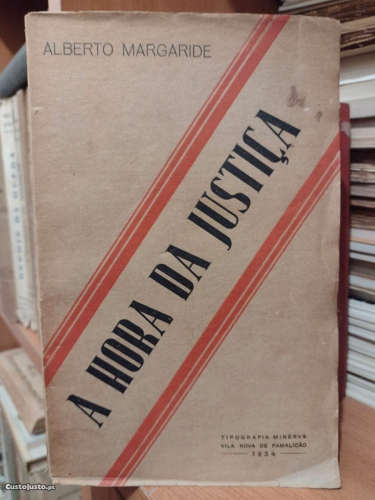 ALBERTO MARGARIDE
A HORA DA JUSTIÇA
TIPOGRAFIA MINERVA
VILA NOVA DE FAMALICÃO
1934
CustoJusto.pt